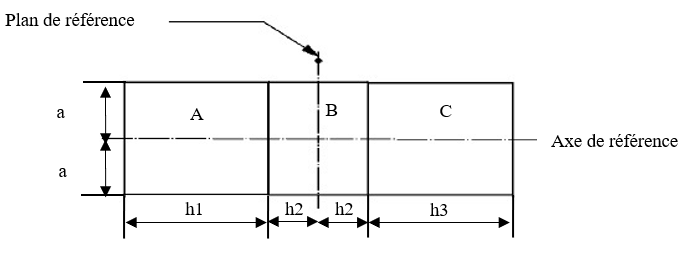 Plan de référence
a
A
B
C
Axe de référence
a
h1
h2
h2
h3